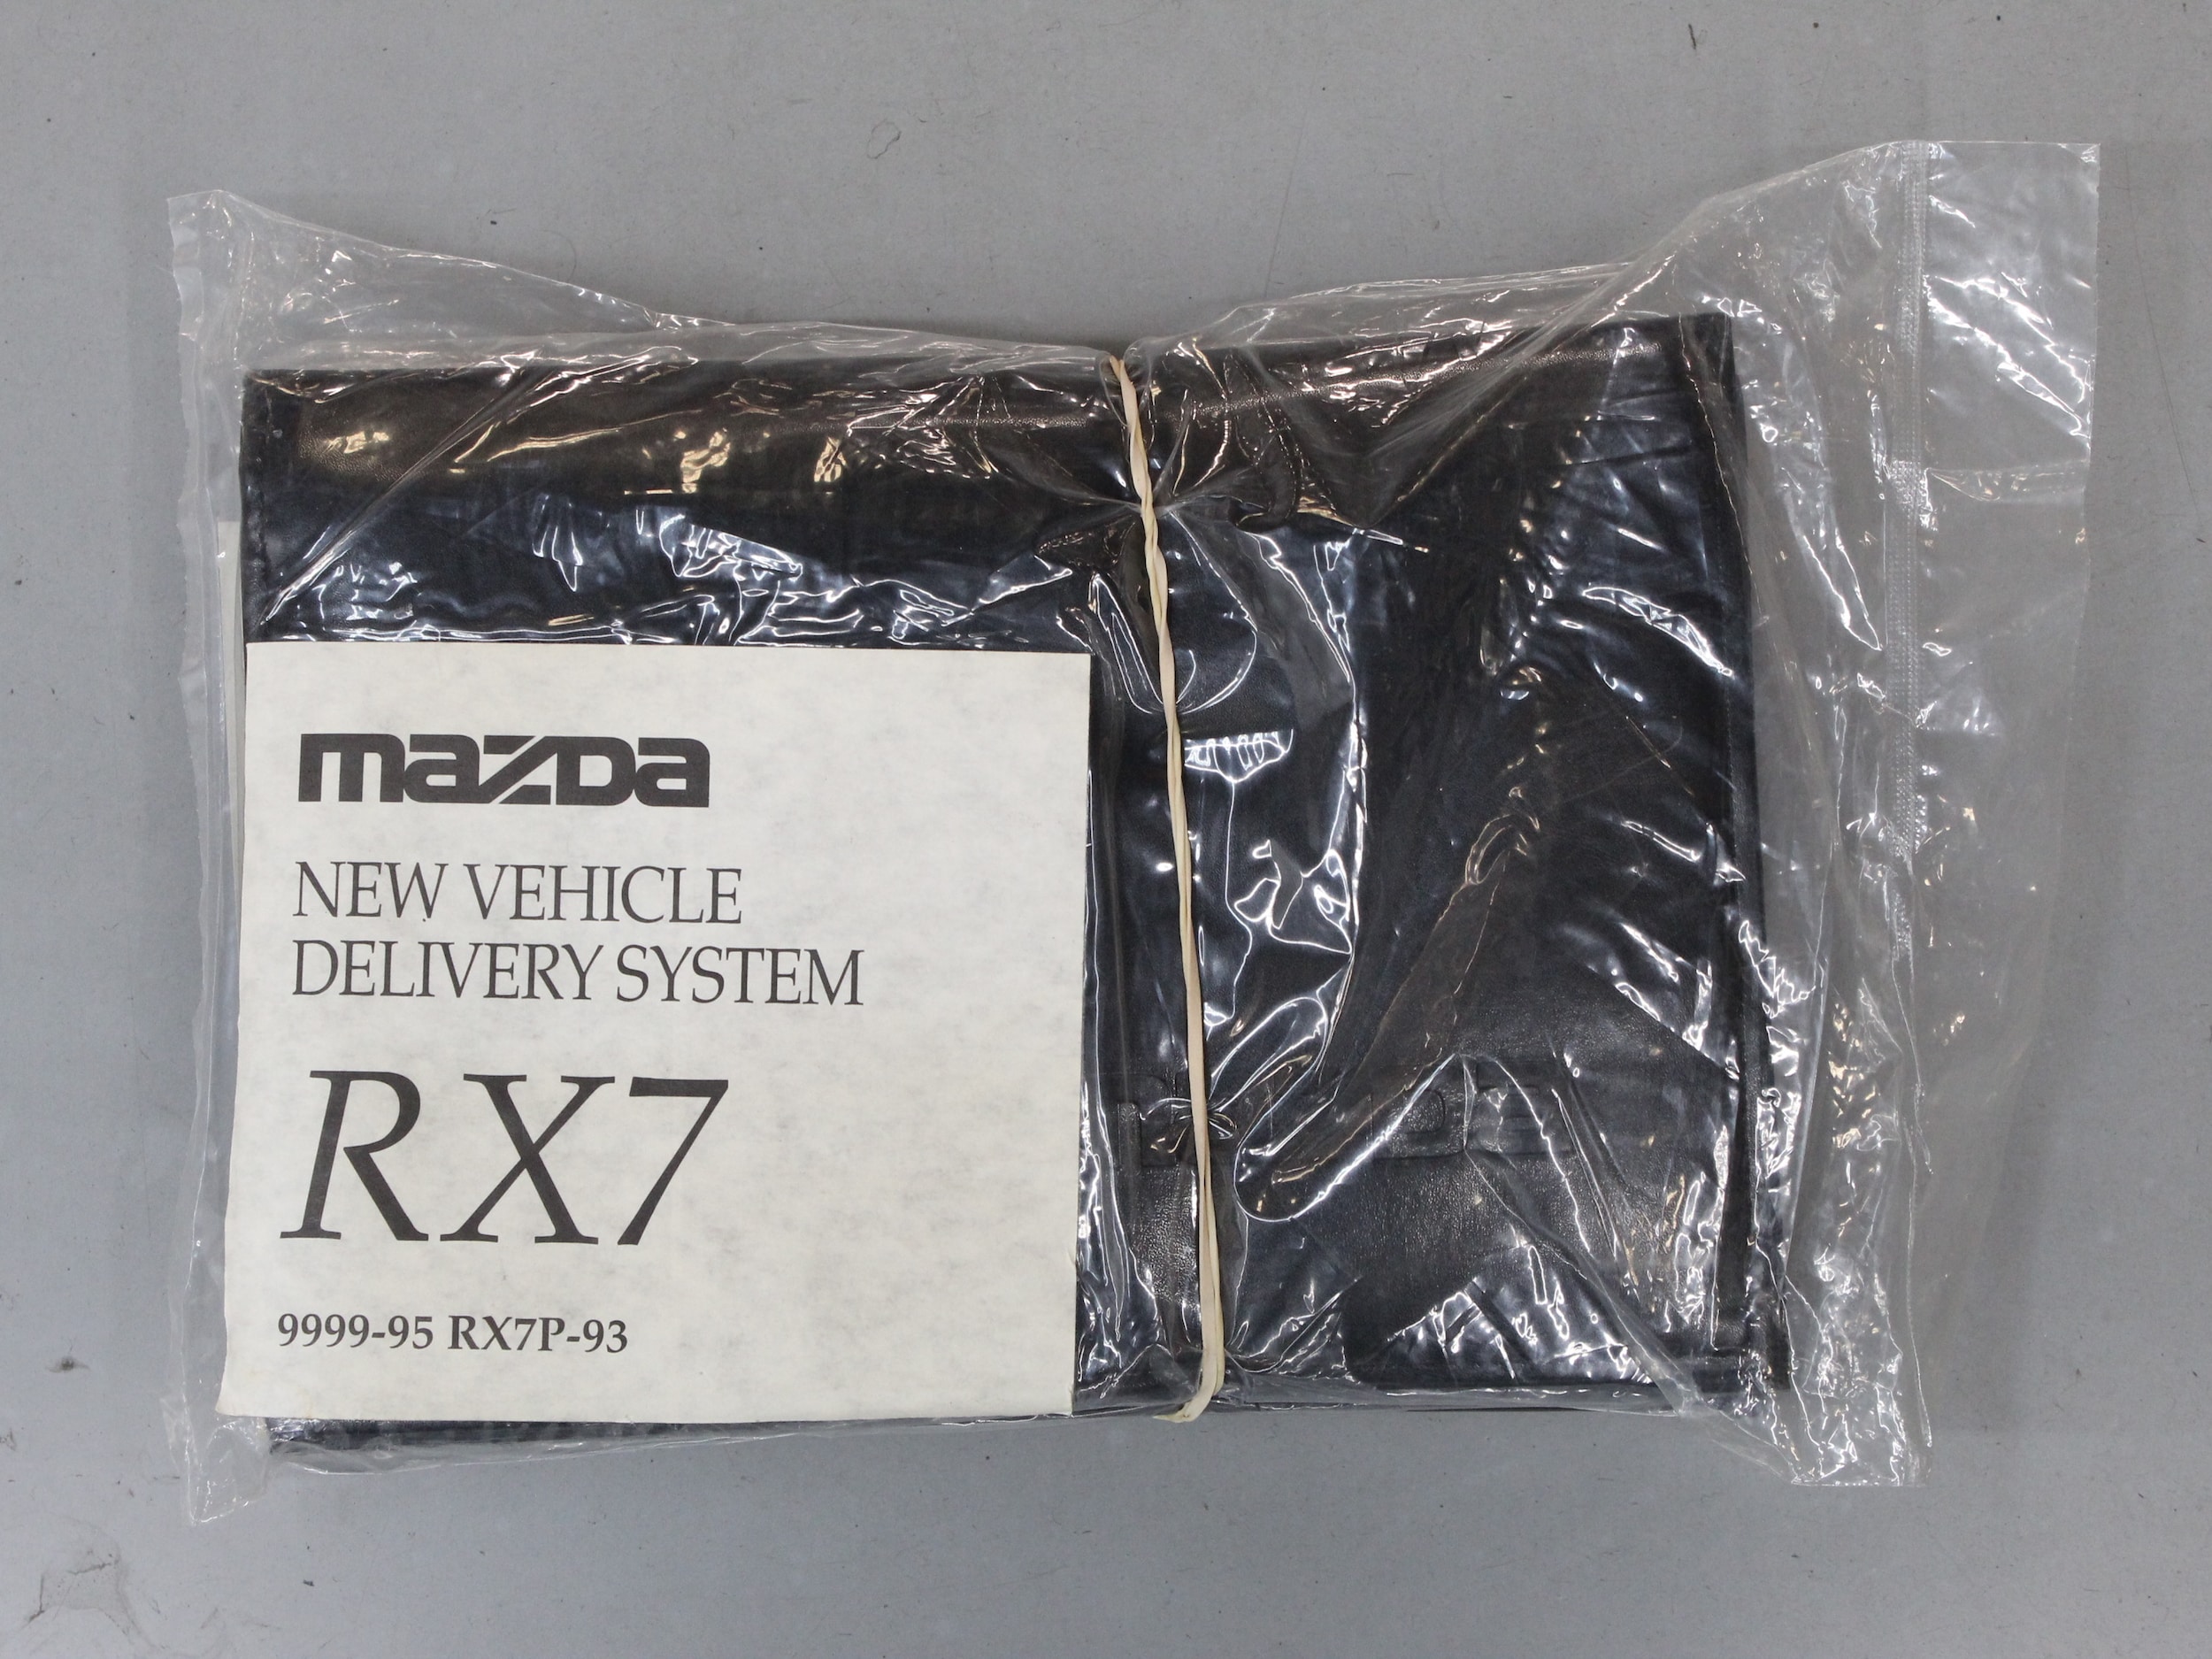 mazda
NEW VEHICLE
DELIVERY SYSTEM
RX7
9999-95 RX7P-93